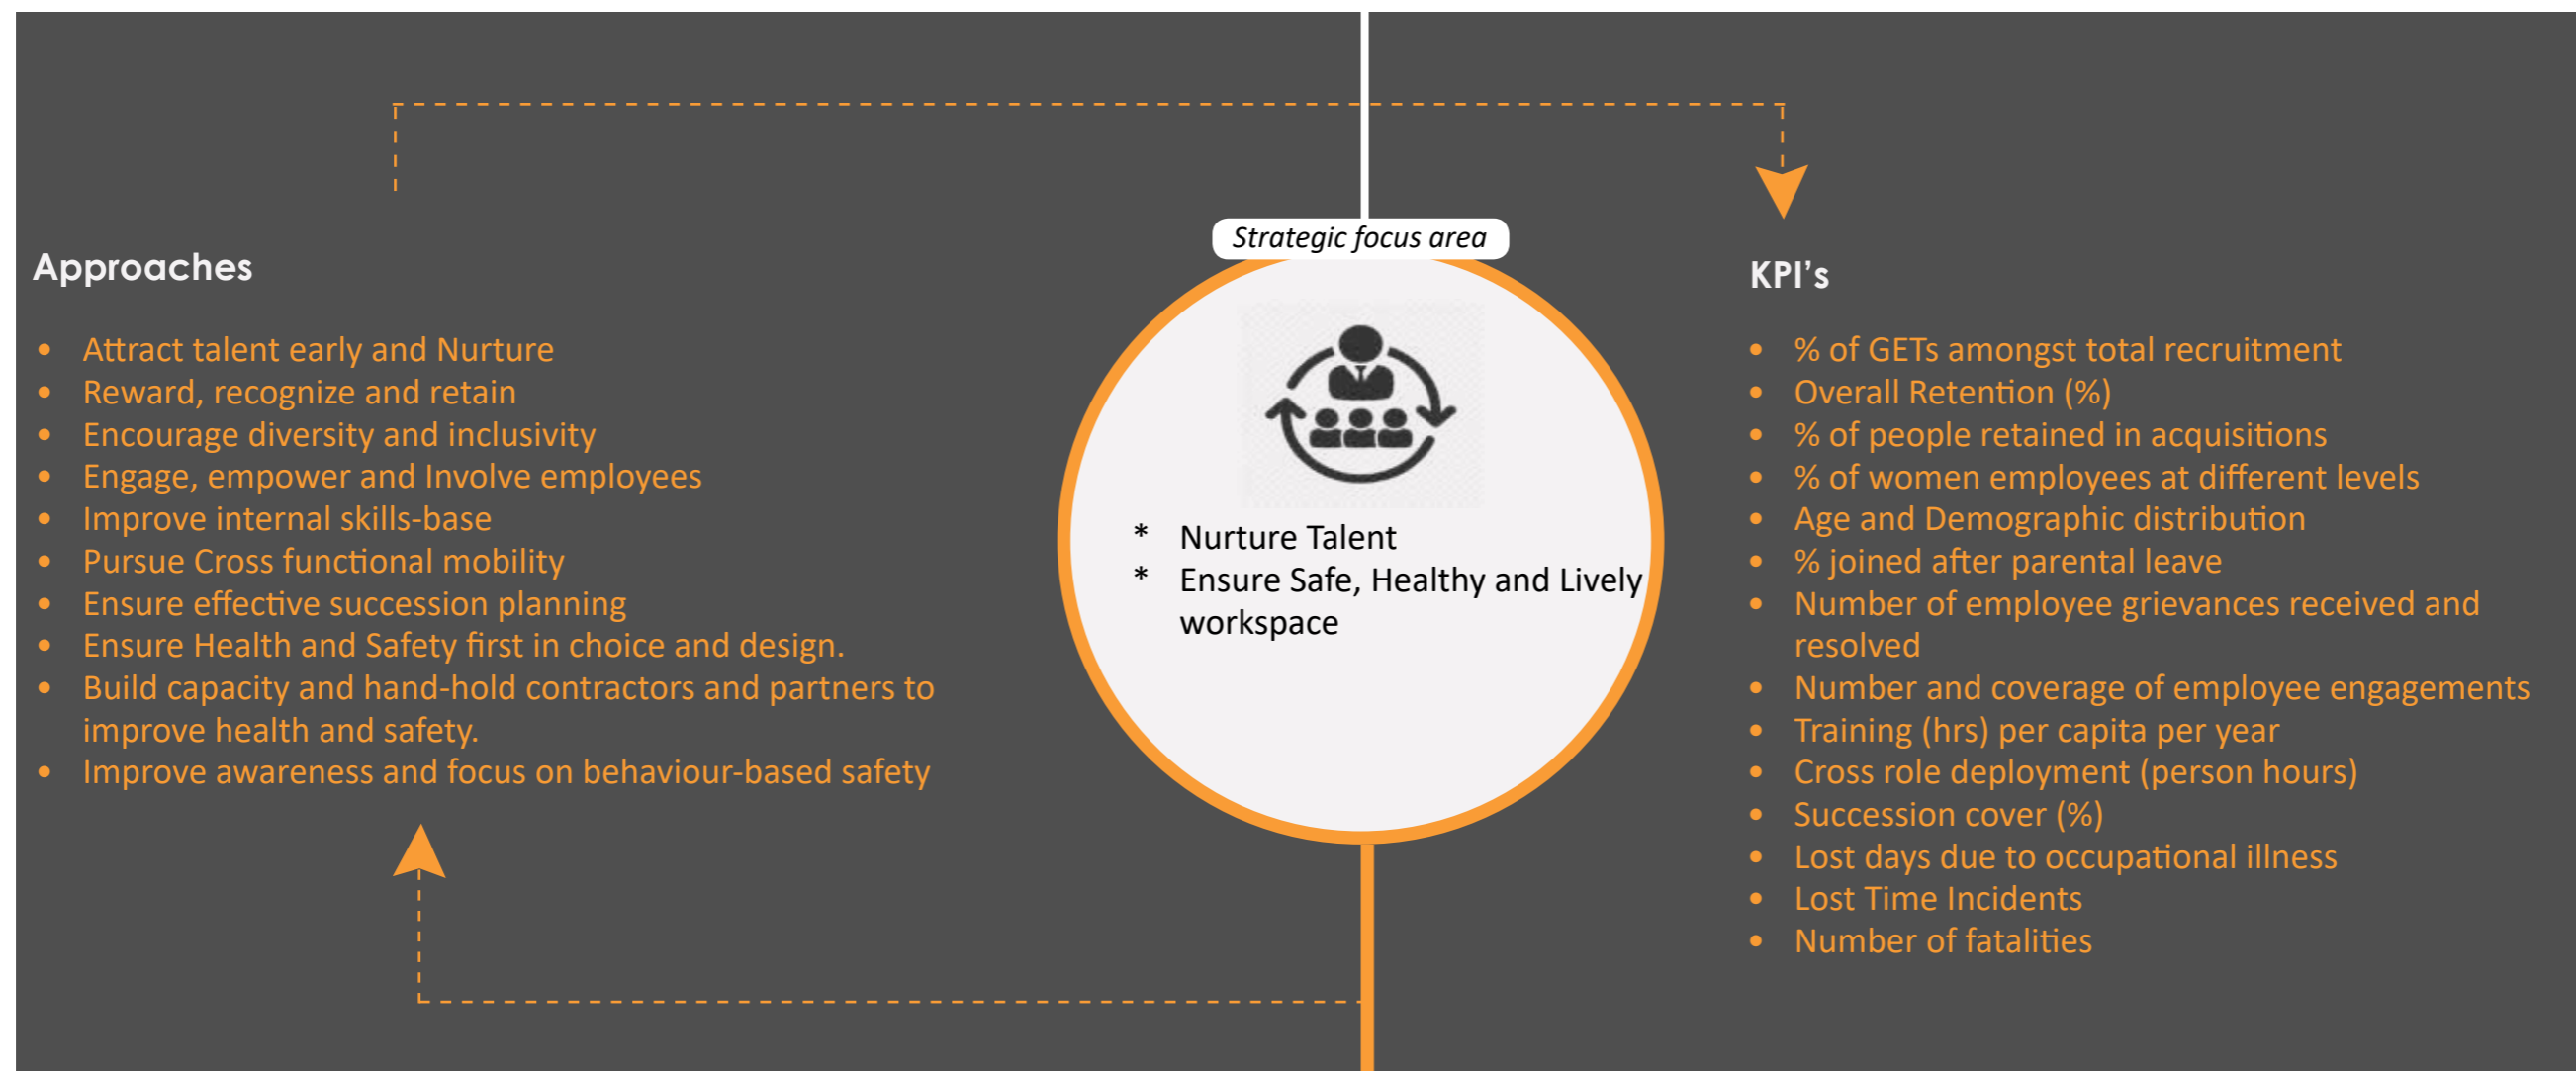 Strategic focus area
Approaches
• Attract talent early and Nurture
• Reward, recognize and retain
• Encourage diversity and inclusivity
• Engage, empower and Involve employees
• Improve internal skills-base
• Pursue Cross functional mobility
• Ensure effective succession planning
• Ensure Health and Safety first in choice and design.
• Build capacity and hand-hold contractors and partners to
improve health and safety.
• Improve awareness and focus on behaviour-based safety
* Nurture Talent
* Ensure Safe, Healthy and Lively
workspace
KPI's
• % of GETs amongst total recruitment
• Overall Retention (%)
• % of people retained in acquisitions
• % of women employees at different levels
• Age and Demographic distribution
• % joined after parental leave
• Number of employee grievances received and
resolved
• Number and coverage of employee engagements
• Training (hrs) per capita per year
• Cross role deployment (person hours)
• Succession cover (%)
• Lost days due to occupational illness
• Lost Time Incidents
• Number of fatalities